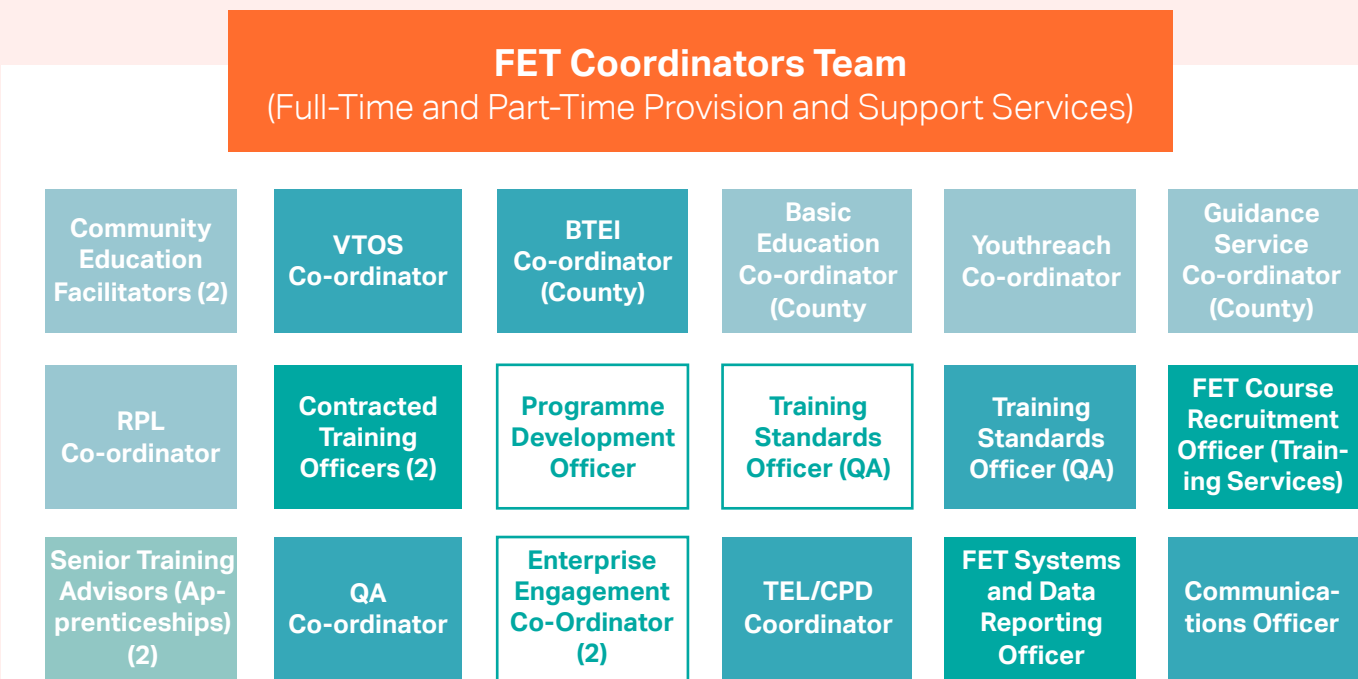 FET Coordinators Team
(Full-Time and Part-Time Provision and Support Services)
Community
Education
Facilitators (2)
VTOS
Co-ordinator
BTEI
Co-ordinator
(County)
Basic
Education
Co-ordinator
(County
Youthreach
Co-ordinator
Guidance
Service
Co-ordinator
(County)
RPL
Co-ordinator
Contracted
Training
Officers (2)
Programme
Development
Officer
Training
Standards
Officer (QA)
Training
Standards
Officer (QA)
FET Course
Recruitment
Officer (Train-
ing Services)
Senior Training
Advisors (Ap-
prenticeships)
(2)
QA
Co-ordinator
Enterprise
Engagement
Co-Ordinator
(2)
TEL/CPD
Coordinator
FET Systems
and Data
Reporting
Officer
Communica-
tions Officer